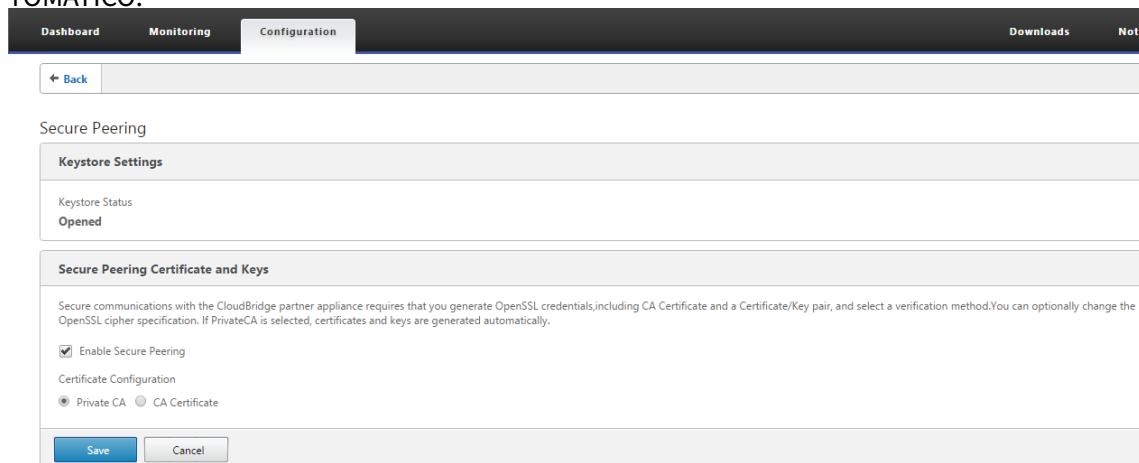 TOMÁTICO.
Dashboard Monitoring Configuration Downloads Not
Back
Secure Peering
Keystore Settings
Keystore Status
Opened
Secure Peering Certificate and Keys
Secure communications with the CloudBridge partner appliance requires that you generate OpenSSL credentials,including CA Certificate and a Certificate/Key pair, and select a verification method.You can optionally change the
OpenSSL cipher specification. If PrivateCA is selected, certificates and keys are generated automatically.
Enable Secure Peering
Certificate Configuration
Private CA CA Certificate
Save Cancel